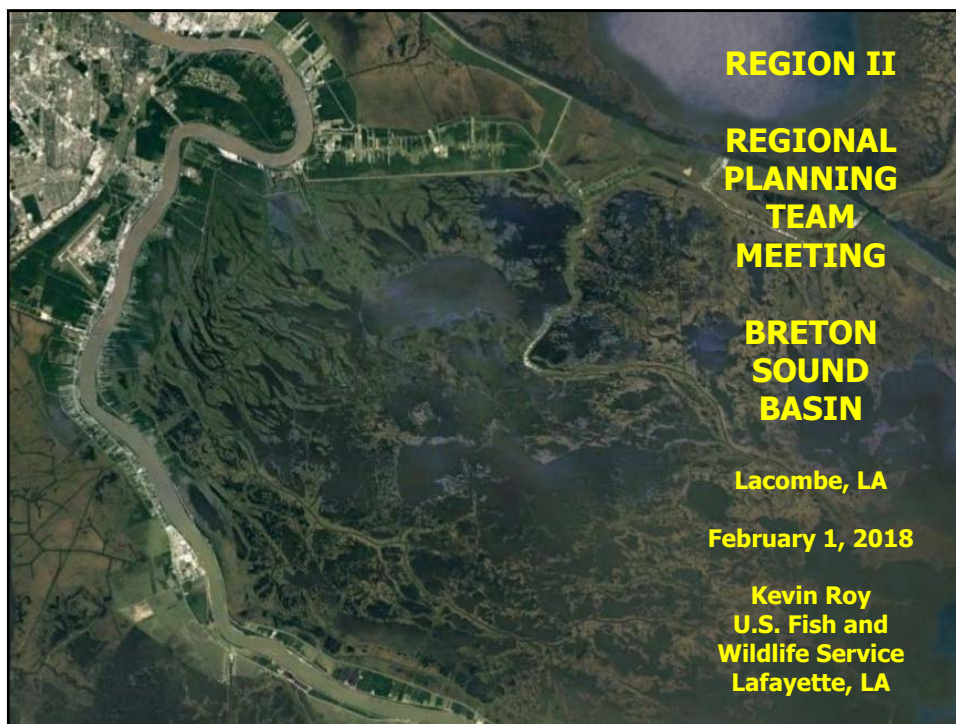 REGION II
REGIONAL
PLANNING
TEAM
MEETING
BRETON
SOUND
BASIN
Lacombe, LA
February 1, 2018
Kevin Roy
U.S. Fish and
Wildlife Service
Lafayette, LA